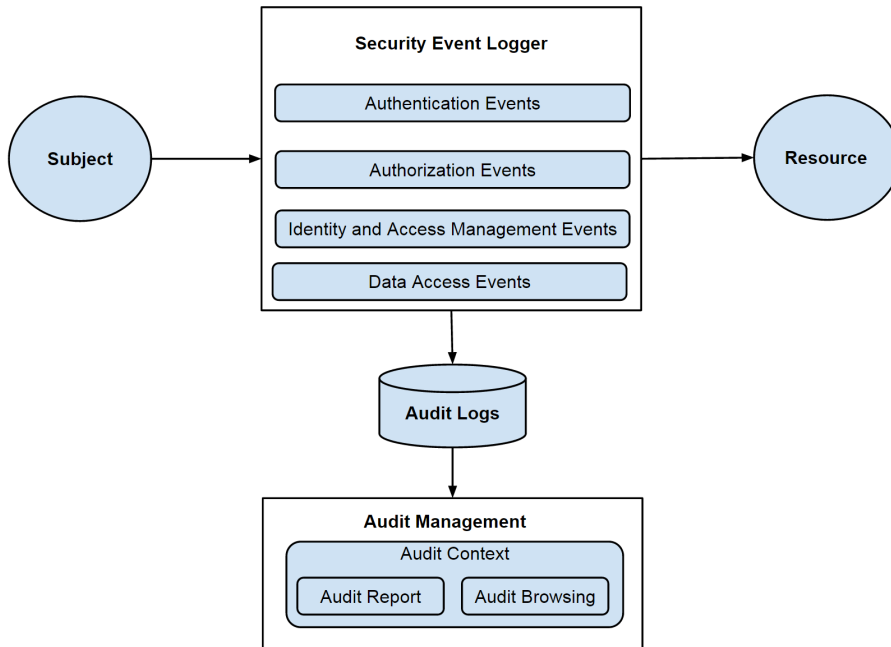 Security Event Logger
Authentication Events
Subject
Authorization Events
Resource
Identity and Access Management Events
Data Access Events
Audit Logs
Audit Management
Audit Context
Audit Report
Audit Browsing